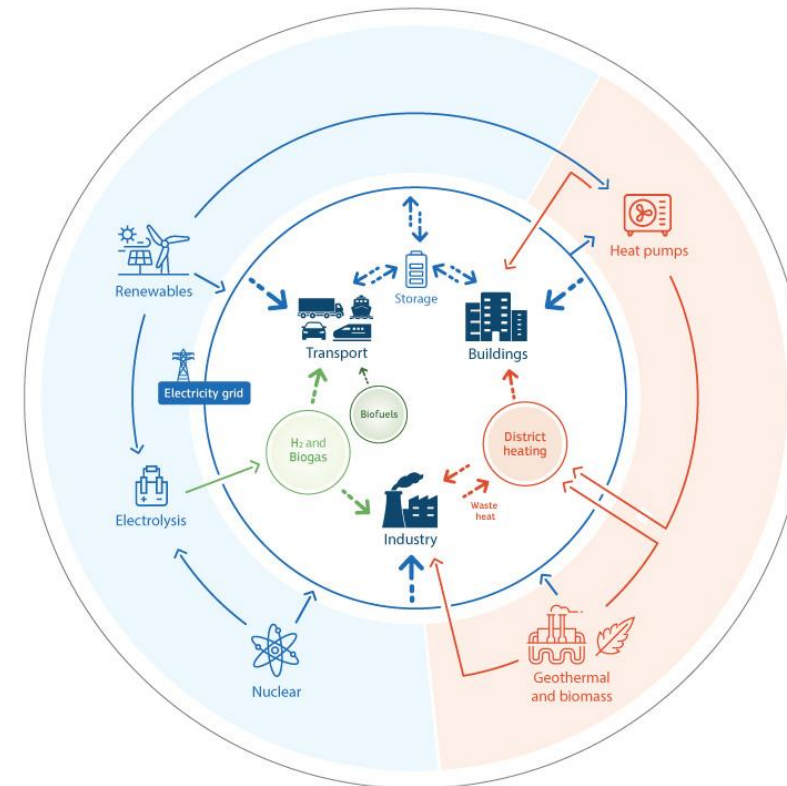 Heat pumps
Renewables
Storage
Transport
Buildings
Electricity grid
Biofuels
H₂ and
Biogas
District
heating
Electrolysis
Waste
heat
Industry
Nuclear
Geothermal
and biomass